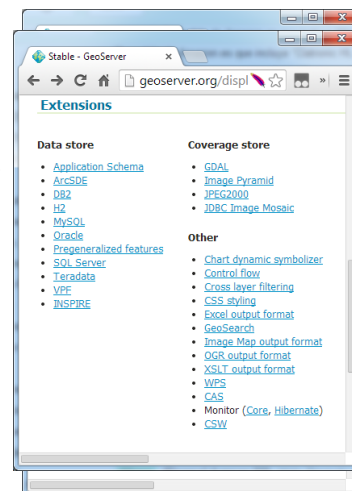 Stable - GeoServer
geoserver.org/displ
Extensions
Data store
Application Schema
ArcSDE
DB2
H2
MySQL
Oracle
Pregeneralized features
SQL Server
Teradata
VPF
INSPIRE
Coverage store
GDAL
Image Pyramid
JPEG2000
JDBC Image Mosaic
Other
Chart dynamic symbolizer
Control flow
Cross layer filtering
CSS styling
Excel output format
GeoSearch
Image Map output format
OGR output format
XSLT output format
WPS
CAS
Monitor (Core, Hibernate)
CSW